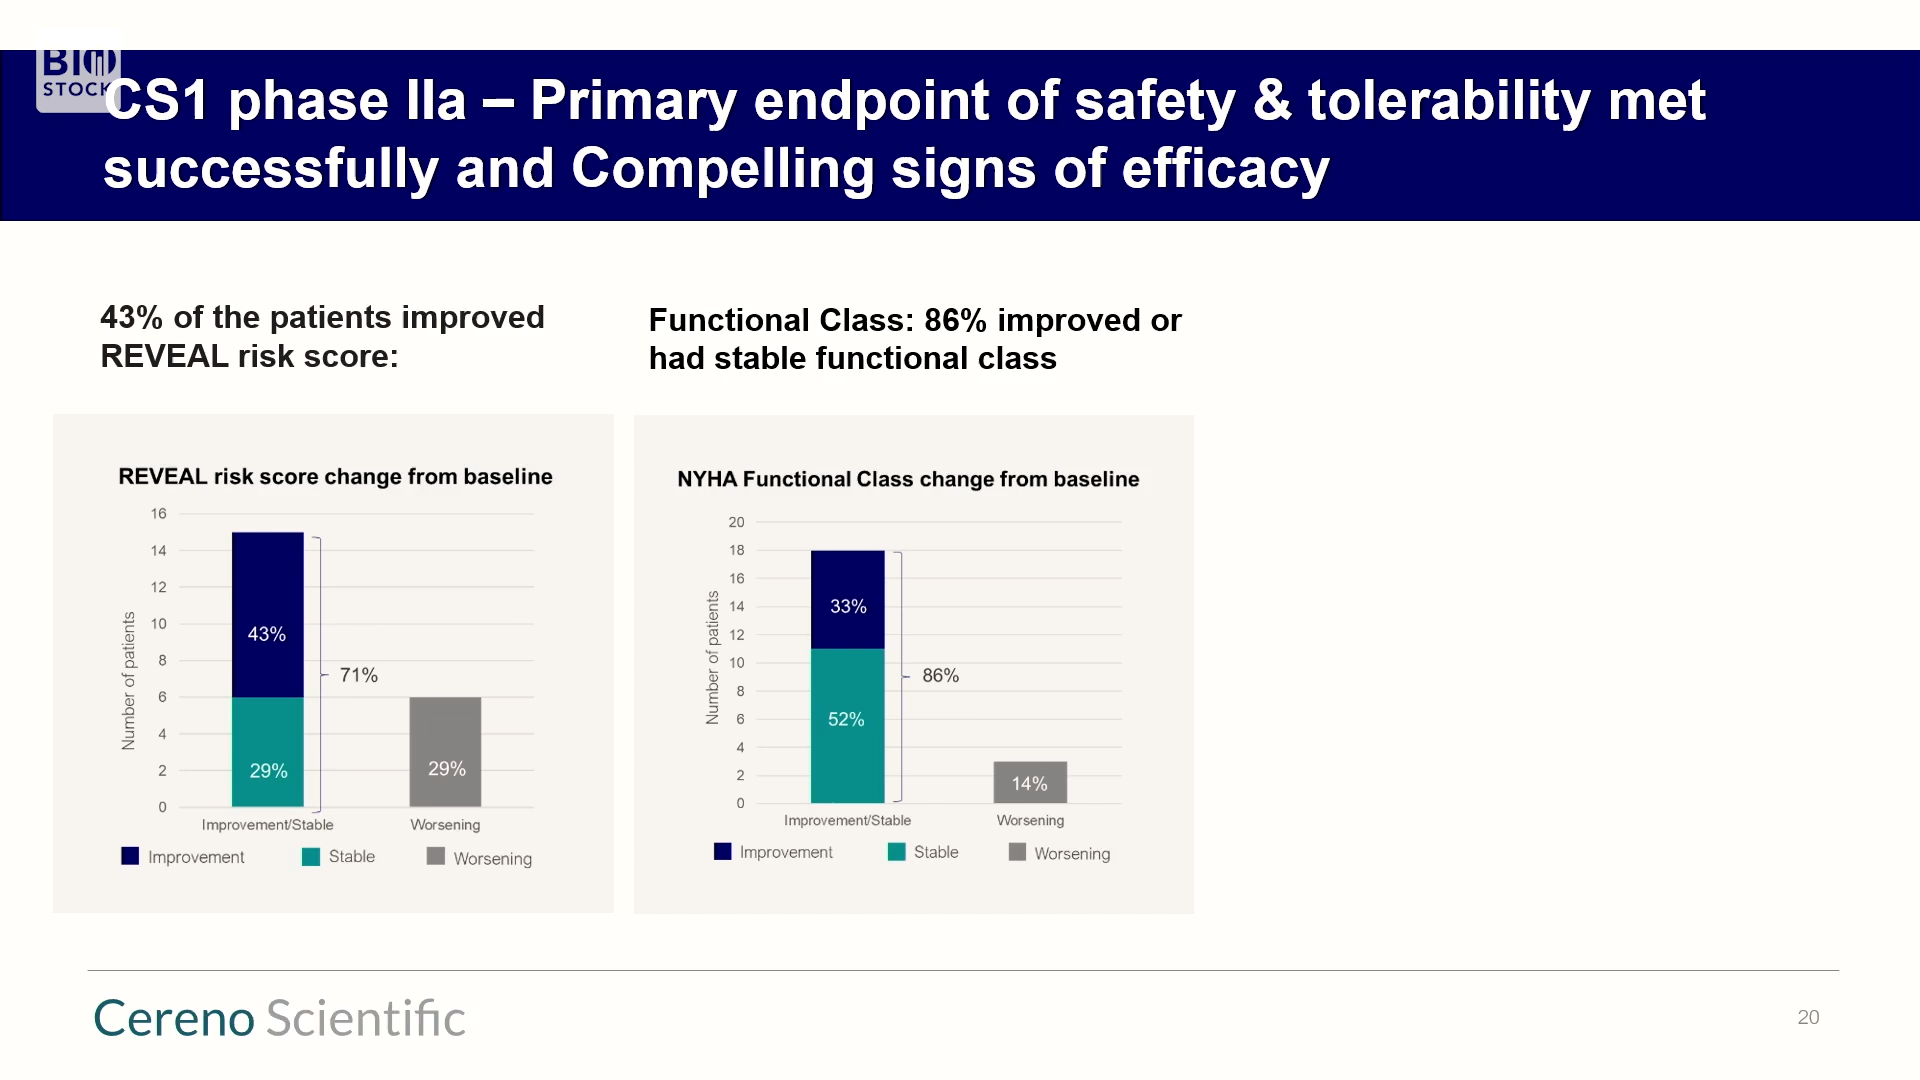 BIO
STOCK
CS1 phase IIa – Primary endpoint of safety & tolerability met
successfully and Compelling signs of efficacy
43% of the patients improved
REVEAL risk score:
Functional Class: 86% improved or
had stable functional class
REVEAL risk score change from baseline
16
14
12
10
8
6
4
2
0
Number of patients
43%
29%
71%
29%
Improvement/Stable
Worsening
Improvement
Stable
Worsening
NYHA Functional Class change from baseline
20
18
16
14
12
10
8
6
4
2
0
Number of patients
33%
52%
86%
14%
Improvement/Stable
Worsening
Improvement
Stable
Worsening
Cereno Scientific
20